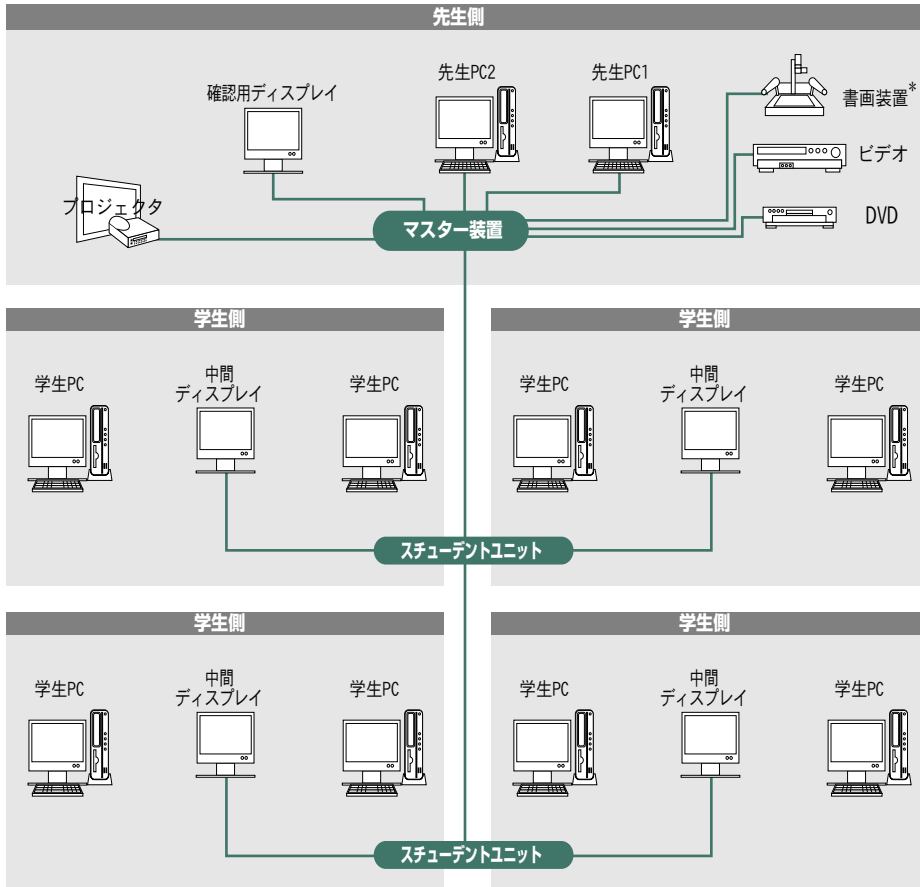 先生側
確認用ディスプレイ
先生PC2
先生PC1
書画装置*
ビデオ
プロジェクタ
マスター装置
DVD
学生側
学生PC
中間
ディスプレイ
学生PC
学生側
学生PC
中間
ディスプレイ
学生PC
スチューデントユニット
学生側
学生PC
中間
ディスプレイ
学生PC
学生側
学生PC
中間
ディスプレイ
学生PC
スチューデントユニット